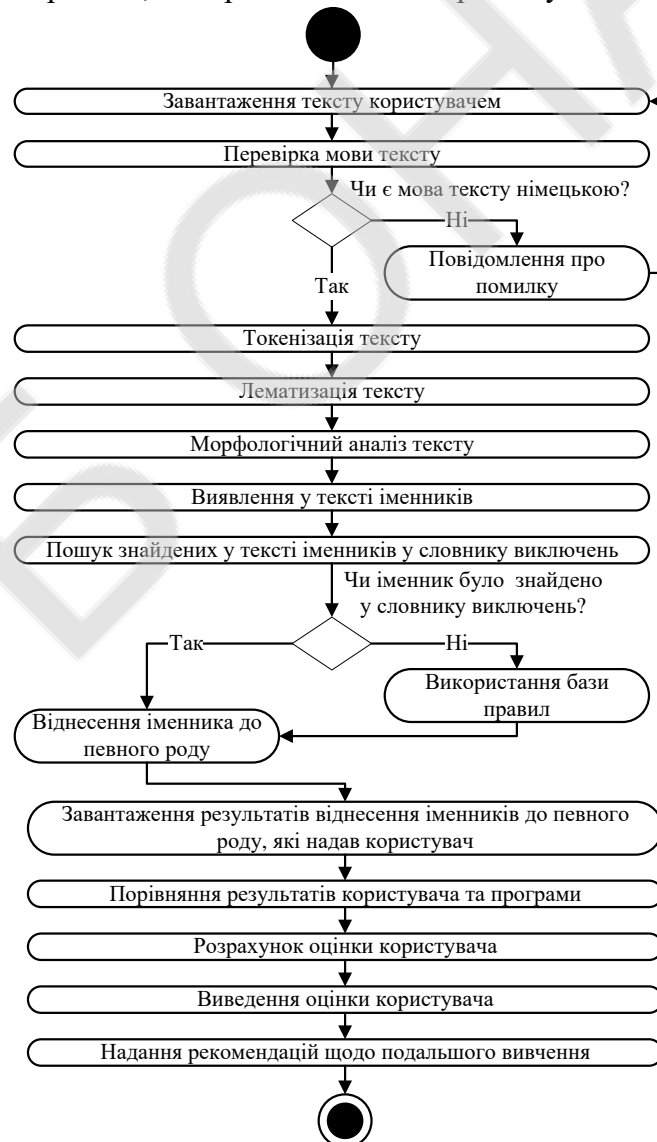 Завантаження тексту користувачем
Перевірка мови тексту
Чи є мова тексту німецькою?
Ні
Повідомлення про
помилку
Так
Токенізація тексту
Лематизація тексту
Морфологічний аналіз тексту
Виявлення у тексті іменників
Пошук знайдених у тексті іменників у словнику виключень
Чи іменник було знайдено
у словнику виключень?
Так
Ні
Використання бази
правил
Віднесення іменника до
певного роду
Завантаження результатів віднесення іменників до певного
роду, які надав користувач
Порівняння результатів користувача та програми
Розрахунок оцінки користувача
Виведення оцінки користувача
Надання рекомендацій щодо подальшого вивчення